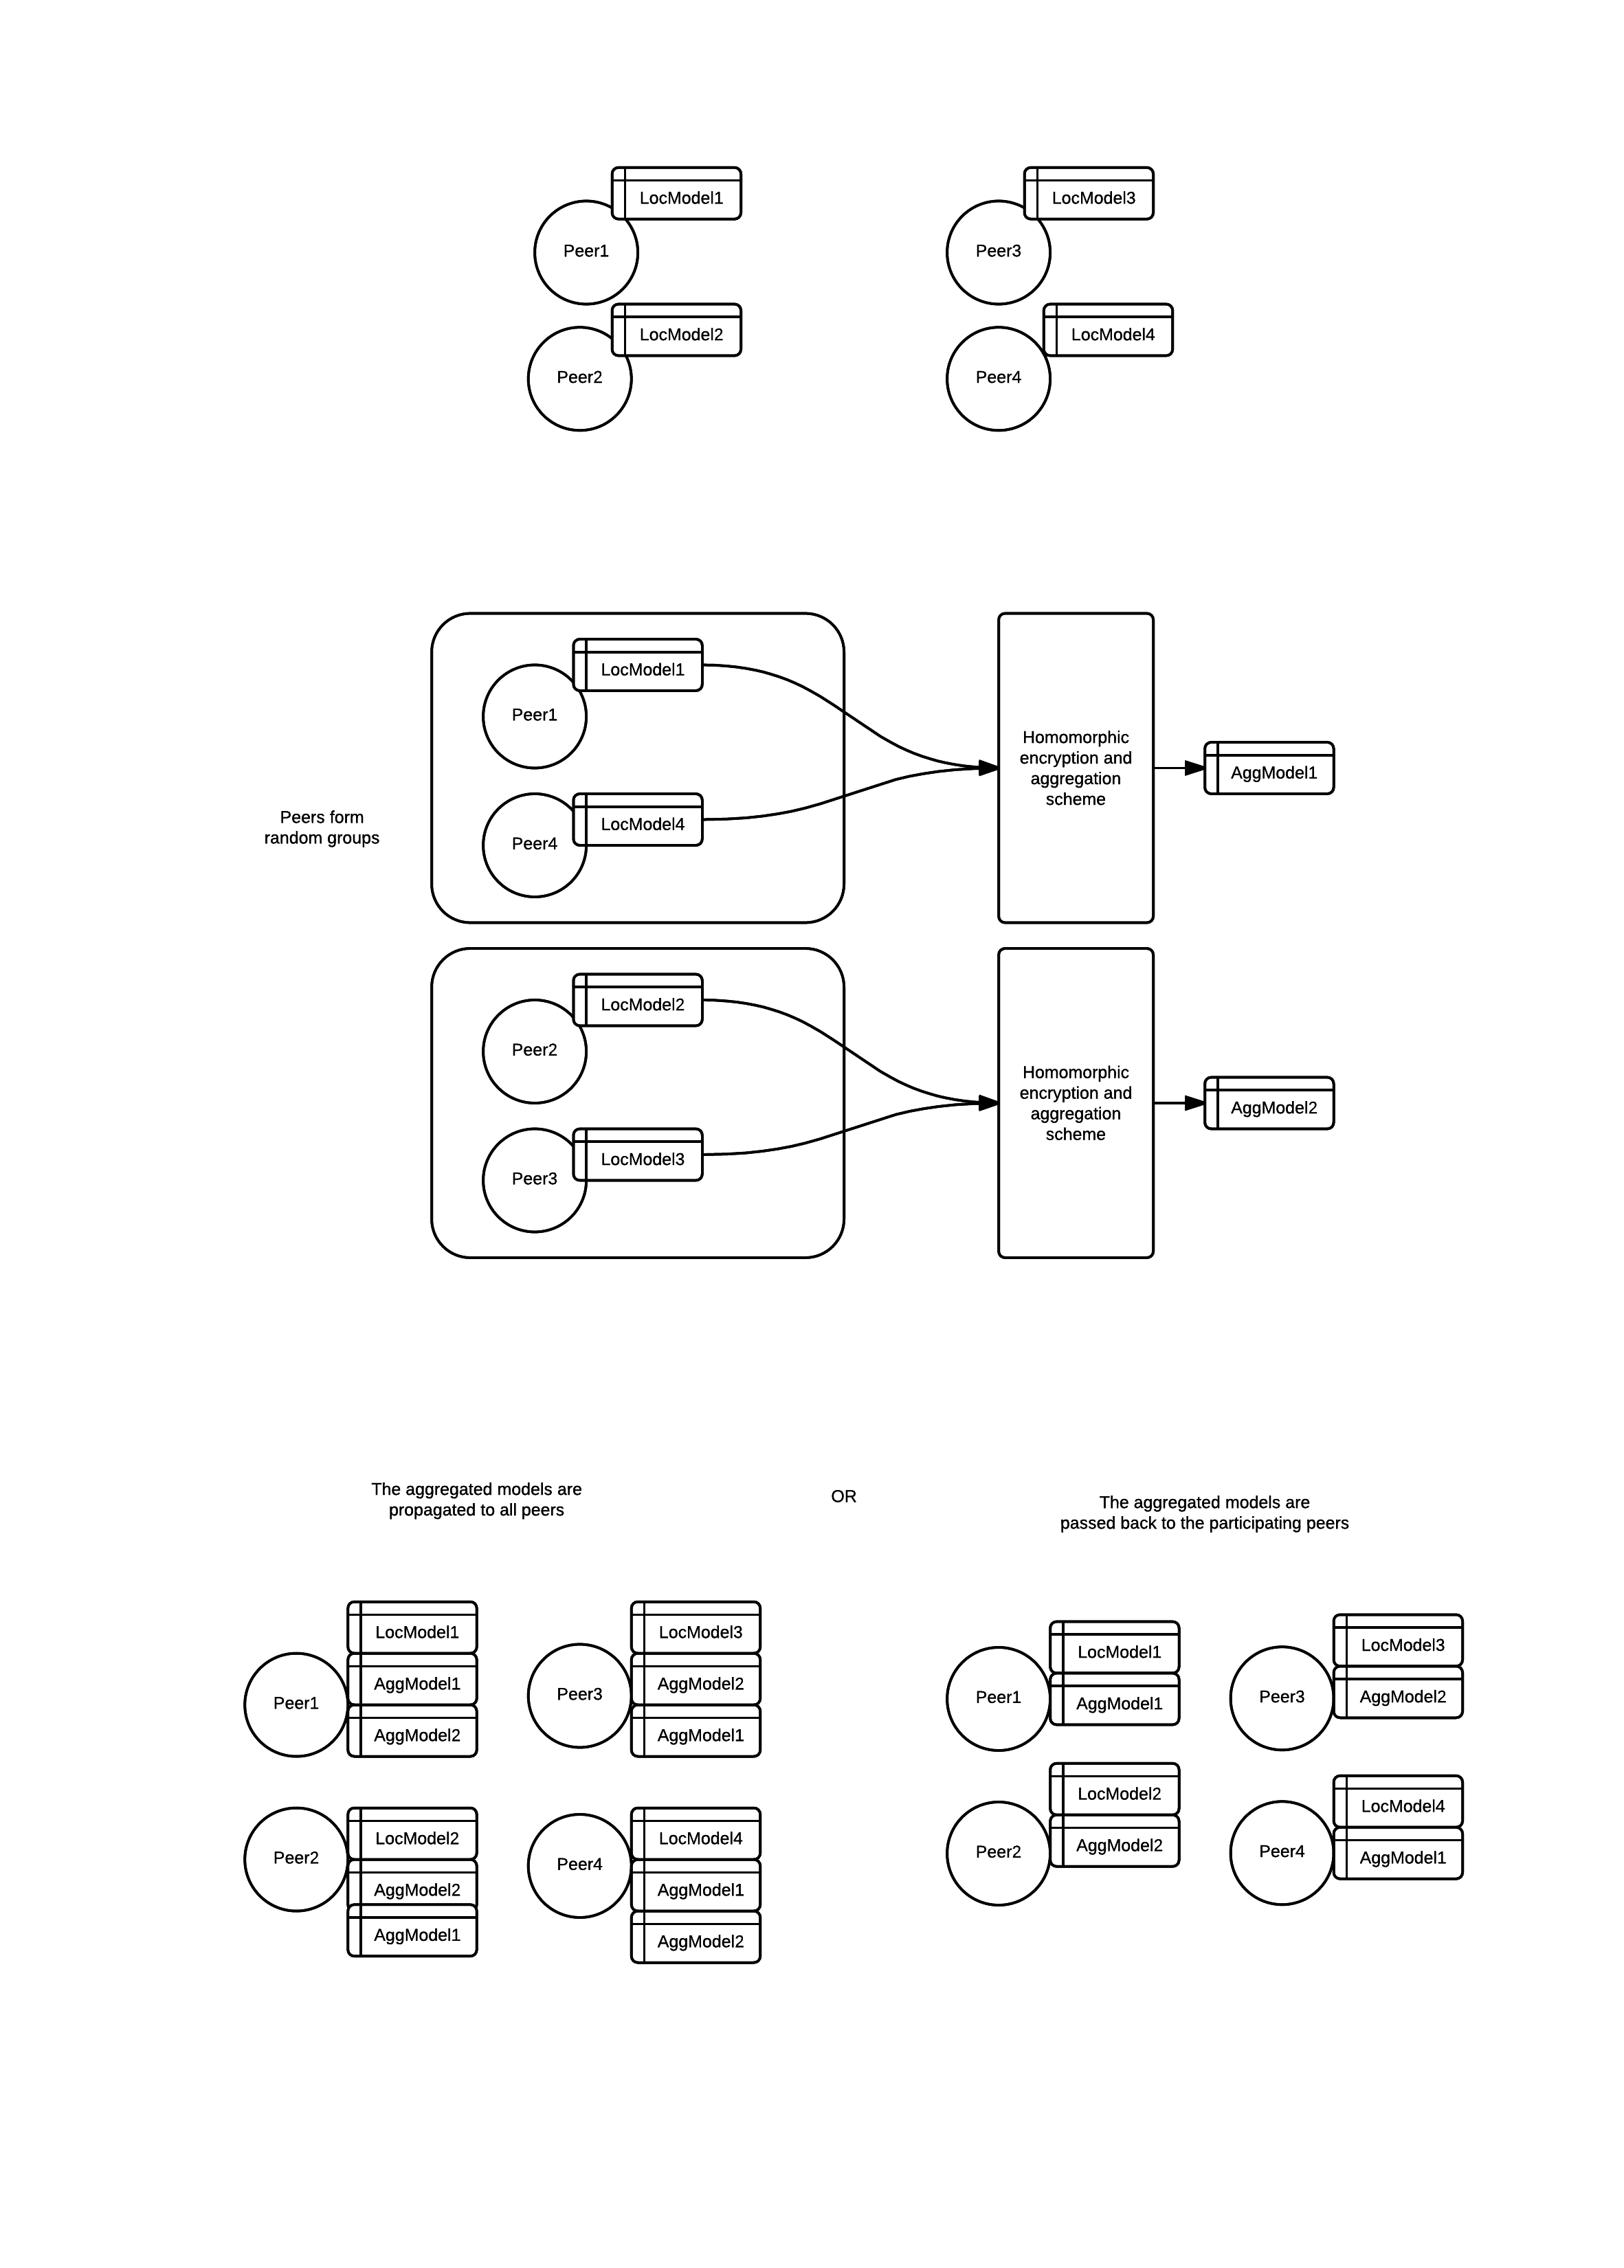 LocModel1
LocModel3
Peer1
Peer3
LocModel2
LocModel4
Peer2
Peer4
LocModel1
Peer1
Homomorphic
encryption and
aggregation
scheme
AggModel1
Peers form
random groups
LocModel4
Peer4
LocModel2
Peer2
Homomorphic
encryption and
aggregation
scheme
AggModel2
LocModel3
Peer3
The aggregated models are
propagated to all peers
OR
The aggregated models are
passed back to the participating peers
LocModel1
Peer1
AggModel1
AggModel2
LocModel3
Peer3
AggModel2
AggModel1
LocModel2
Peer2
AggModel2
AggModel1
LocModel4
Peer4
AggModel1
AggModel2
LocModel1
Peer1
AggModel1
LocModel3
Peer3
AggModel2
LocModel2
Peer2
AggModel2
LocModel4
Peer4
AggModel1